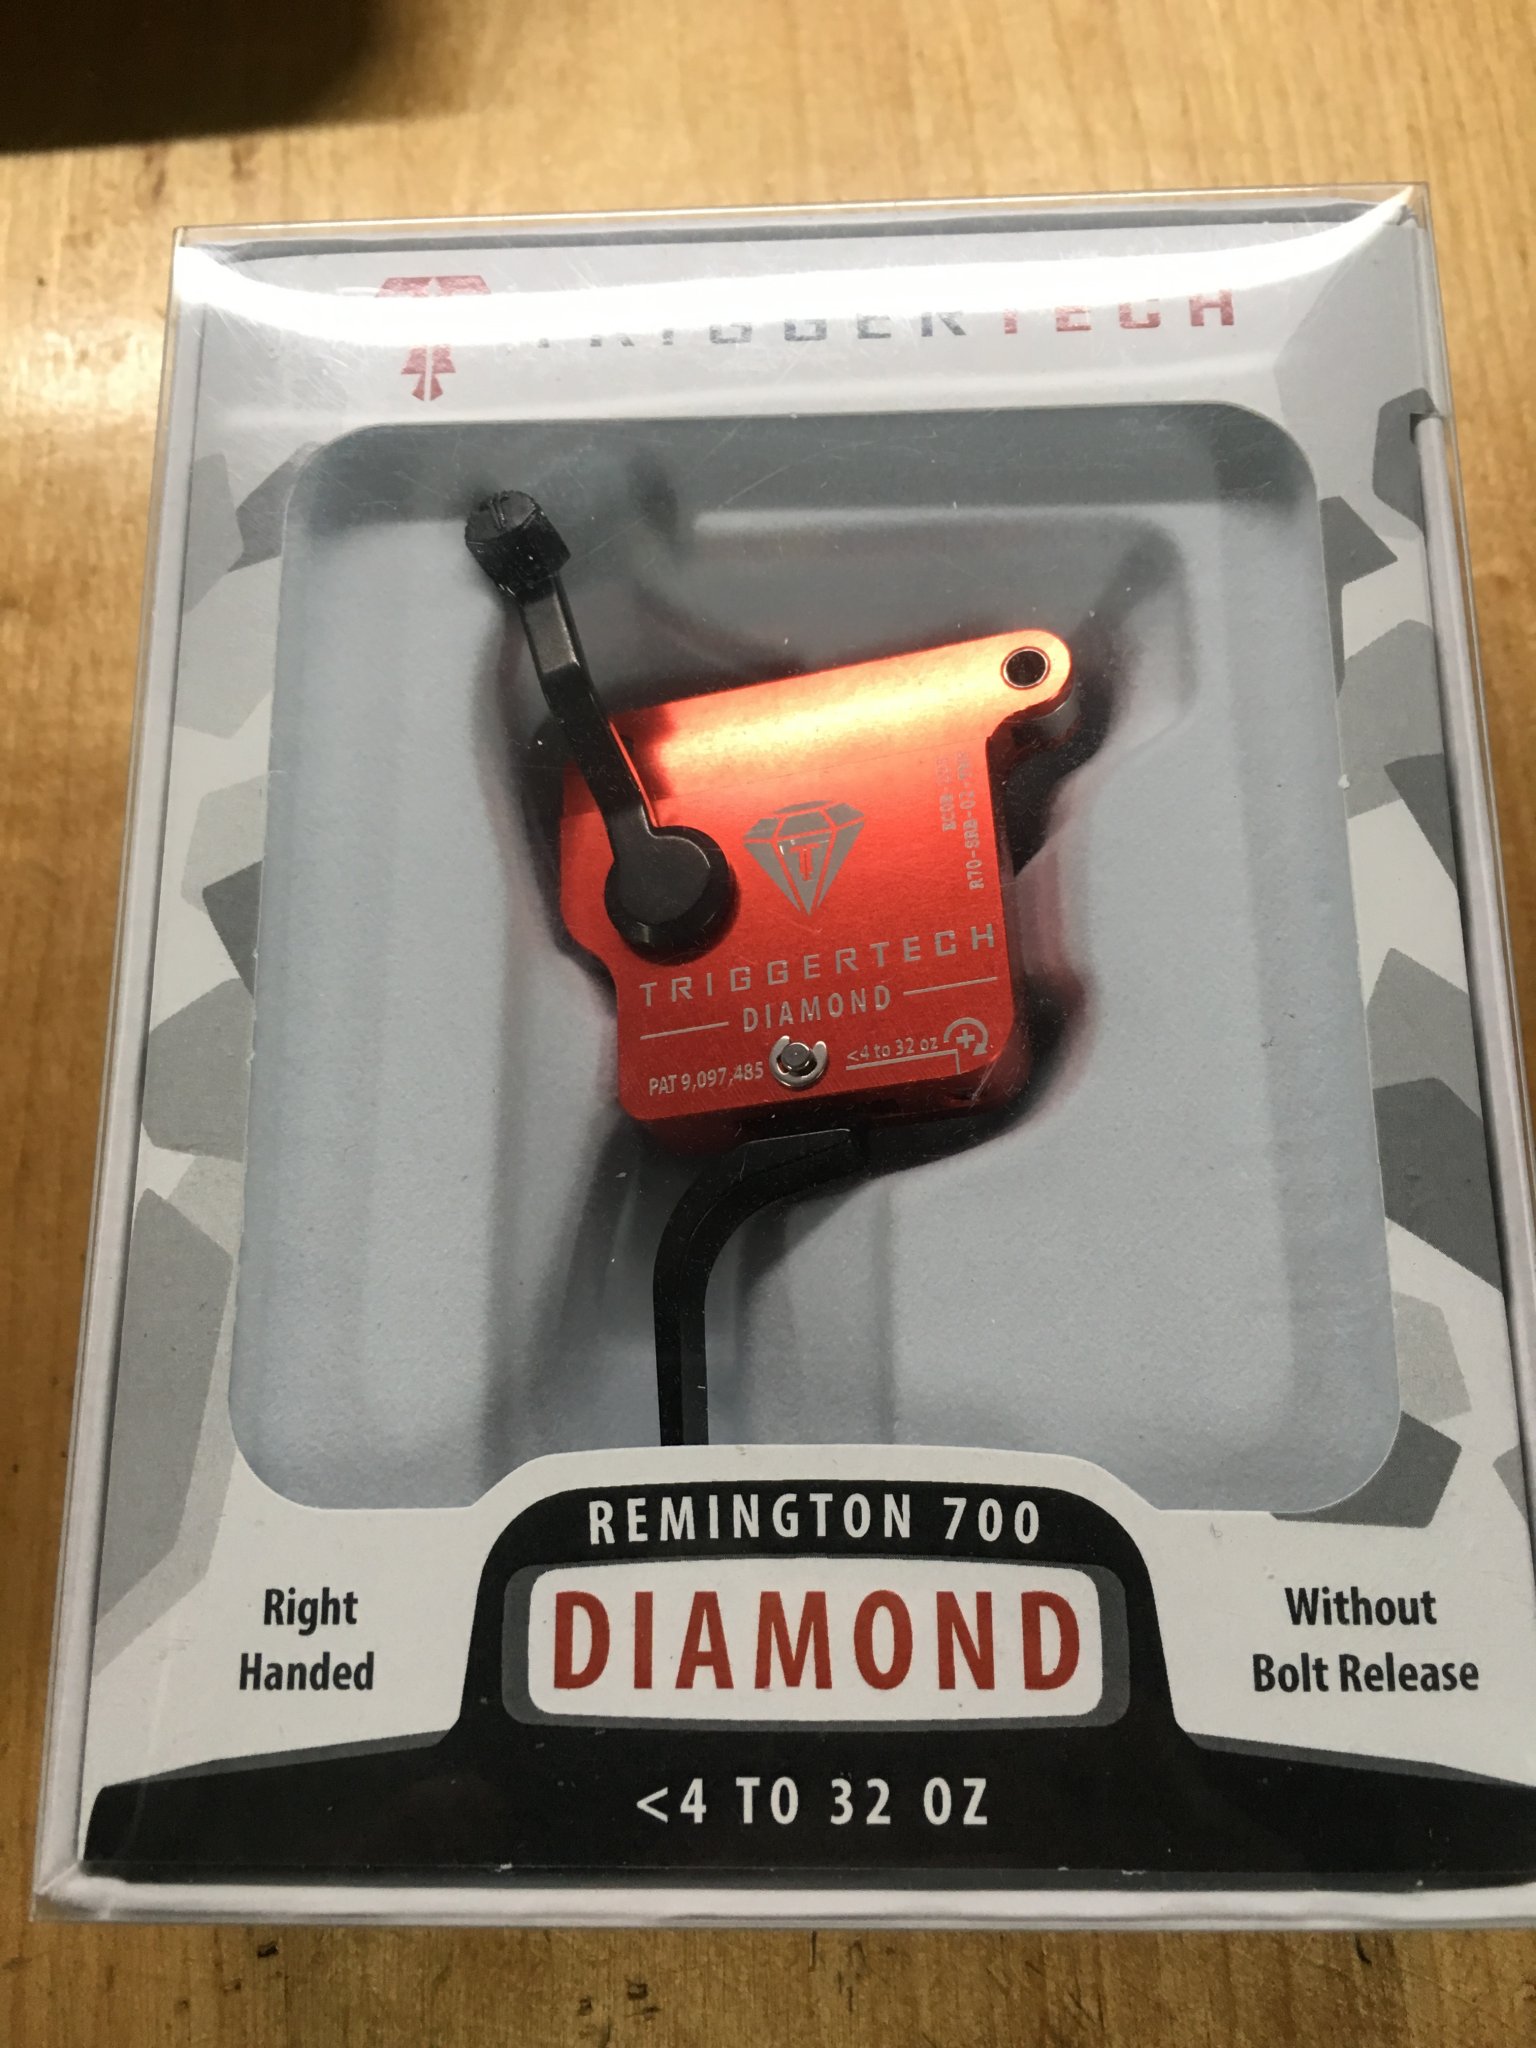 TRIGGERTECH
TRIGGERTECH
DIAMOND
PAT 9,097,485
<4 to 32 oz
REMINGTON 700
DIAMOND
Right
Handed
Without
Bolt Release
<4 TO 32 OZ